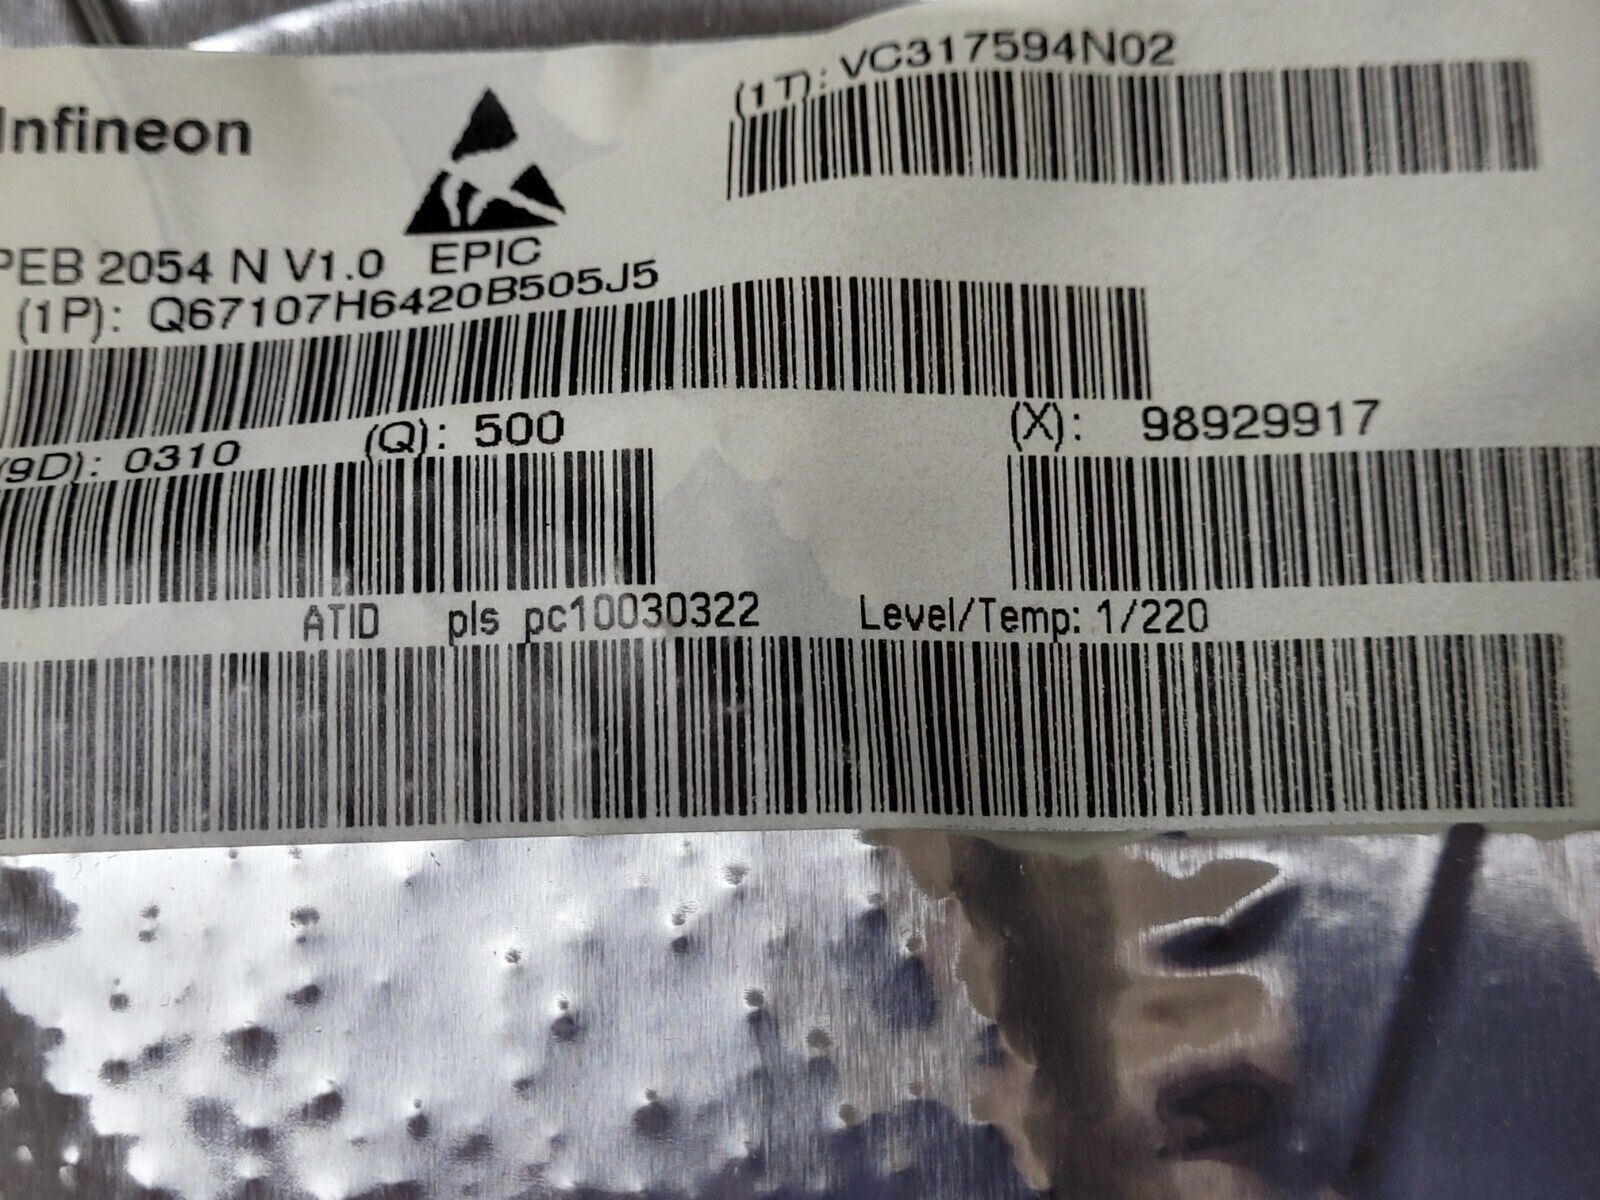 Infineon
(1T): VC317594N02
PEB 2054 N V1.0 EPIC
(1P): Q67107H6420B505J5
(9D): 0310 (Q): 500 (X): 98929917
ATID pls pc10030322 Level/Temp: 1/220